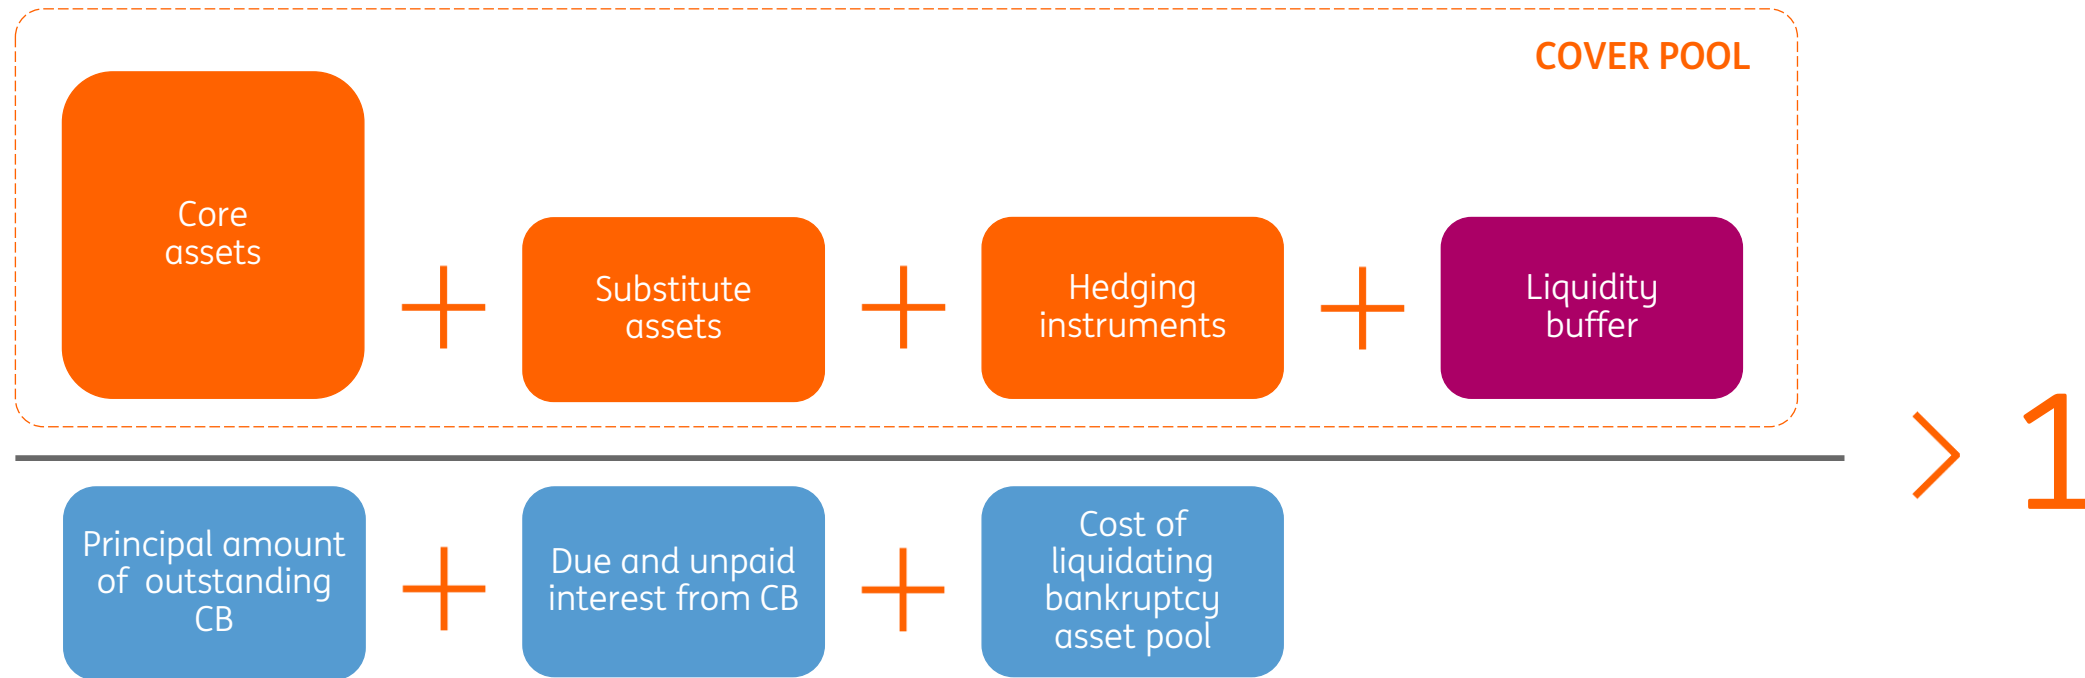 COVER POOL
Core
assets
Substitute
assets
Hedging
instruments
Liquidity
buffer
> 1
Principal amount
of outstanding
CB
Due and unpaid
interest from CB
Cost of
liquidating
bankruptcy
asset pool